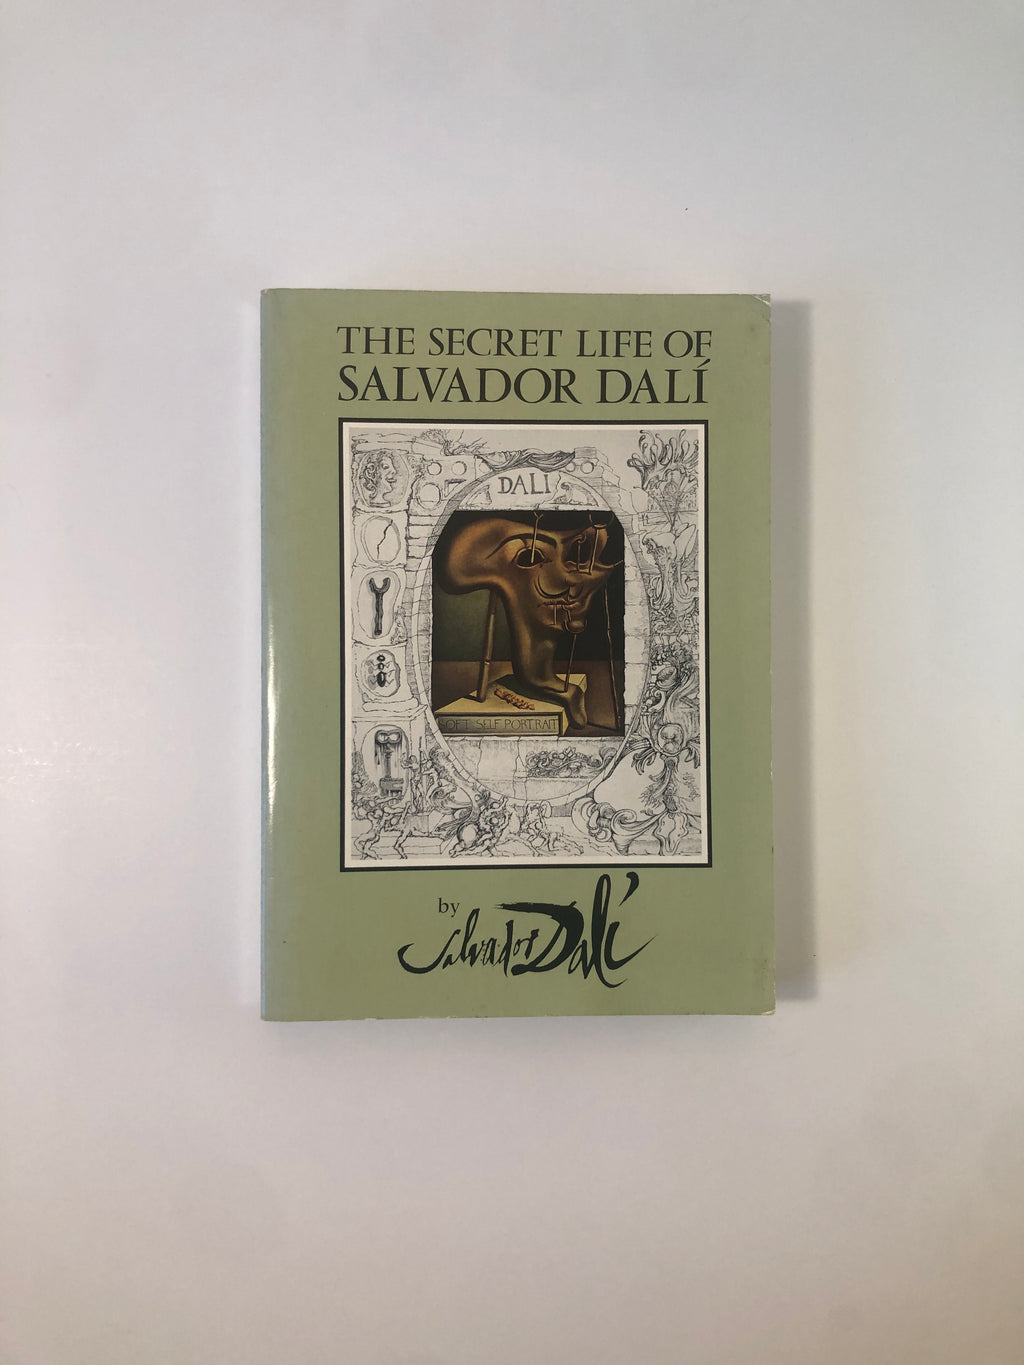 THE SECRET LIFE OF
SALVADOR DALÍ
DALI
SOFT SELF PORTRAIT
by
Salvador Dalí